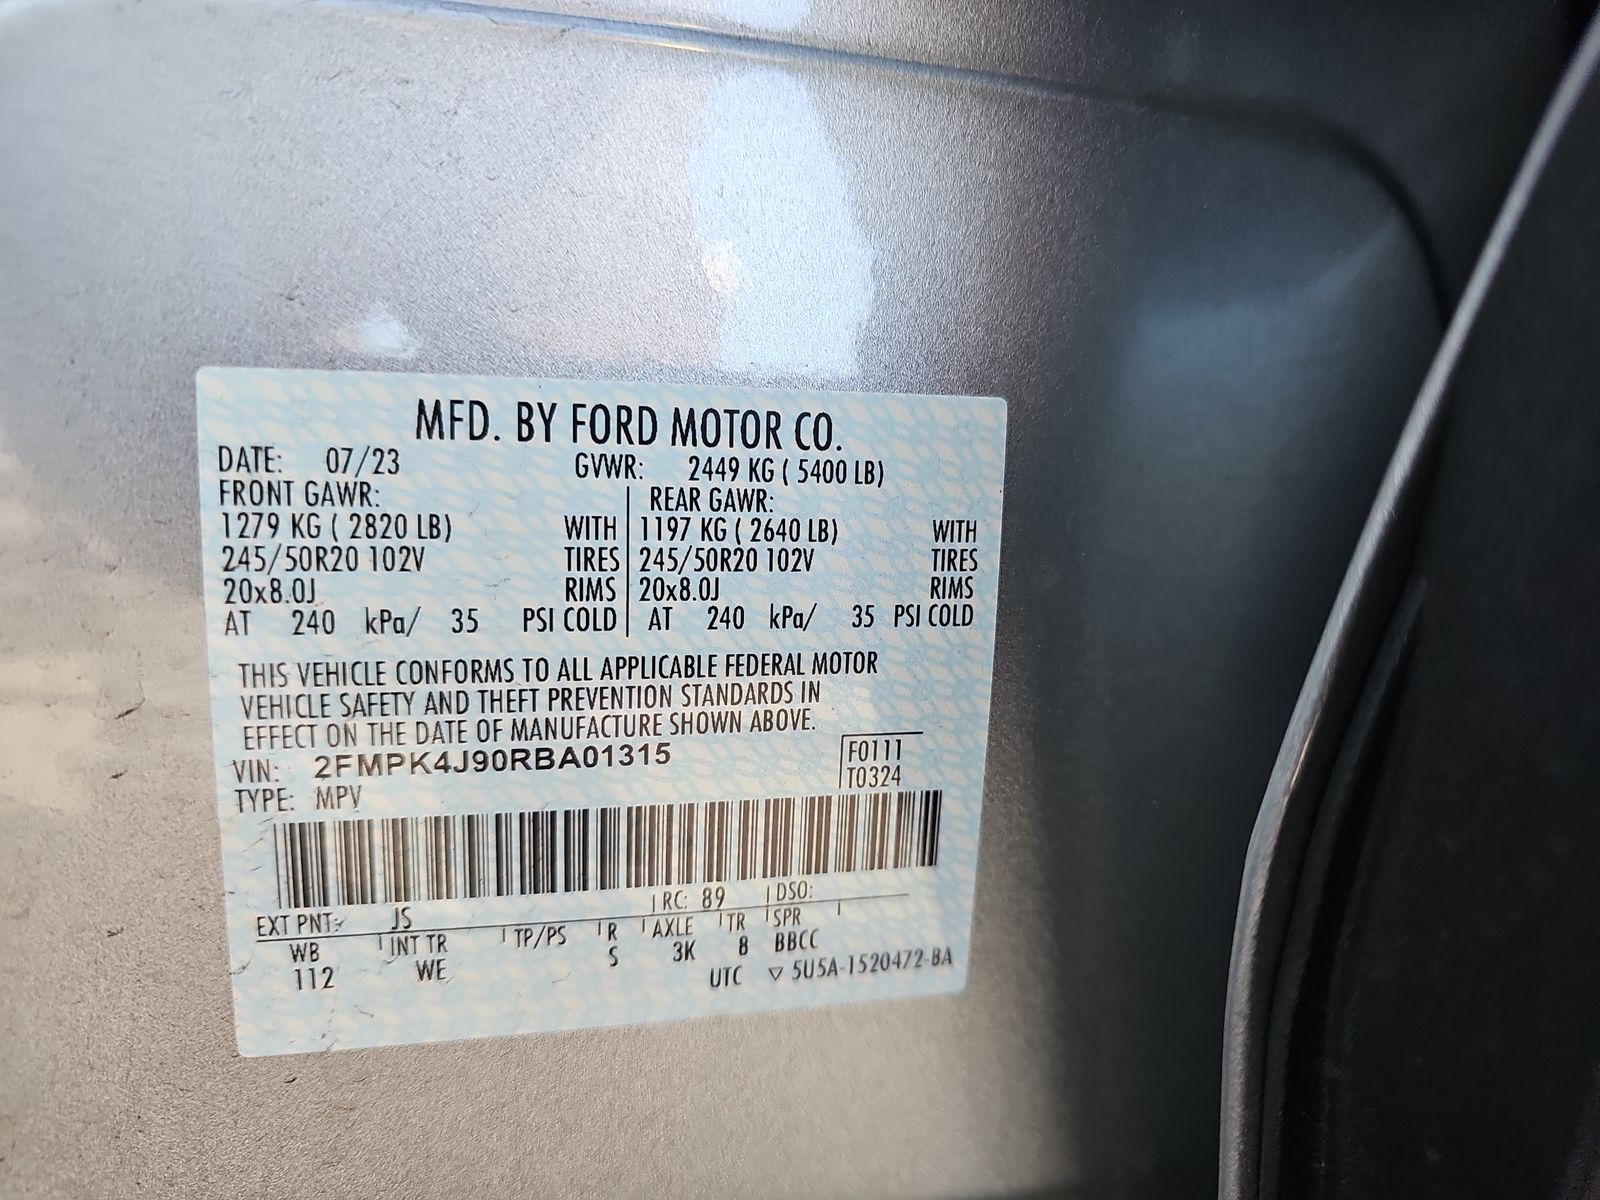 MFD. BY FORD MOTOR CO.
DATE: 07/23 GVWR: 2449 KG ( 5400 LB)
FRONT GAWR: REAR GAWR:
1279 KG ( 2820 LB) WITH 1197 KG ( 2640 LB) WITH
245/50R20 102V TIRES 245/50R20 102V TIRES
20x8.0J RIMS 20x8.0J RIMS
AT 240 kPa/ 35 PSI COLD AT 240 kPa/ 35 PSI COLD
THIS VEHICLE CONFORMS TO ALL APPLICABLE FEDERAL MOTOR
VEHICLE SAFETY AND THEFT PREVENTION STANDARDS IN
EFFECT ON THE DATE OF MANUFACTURE SHOWN ABOVE.
VIN: 2FMPK4J90RBA01315 F0111
TYPE: MPV T0324
EXT PNT: JS RC: 89 DSO:
WB INT TR TP/PS R AXLE TR SPR
112 WE S 3K 8 BBCC
UTC ▽ 5U5A-1520472-BA